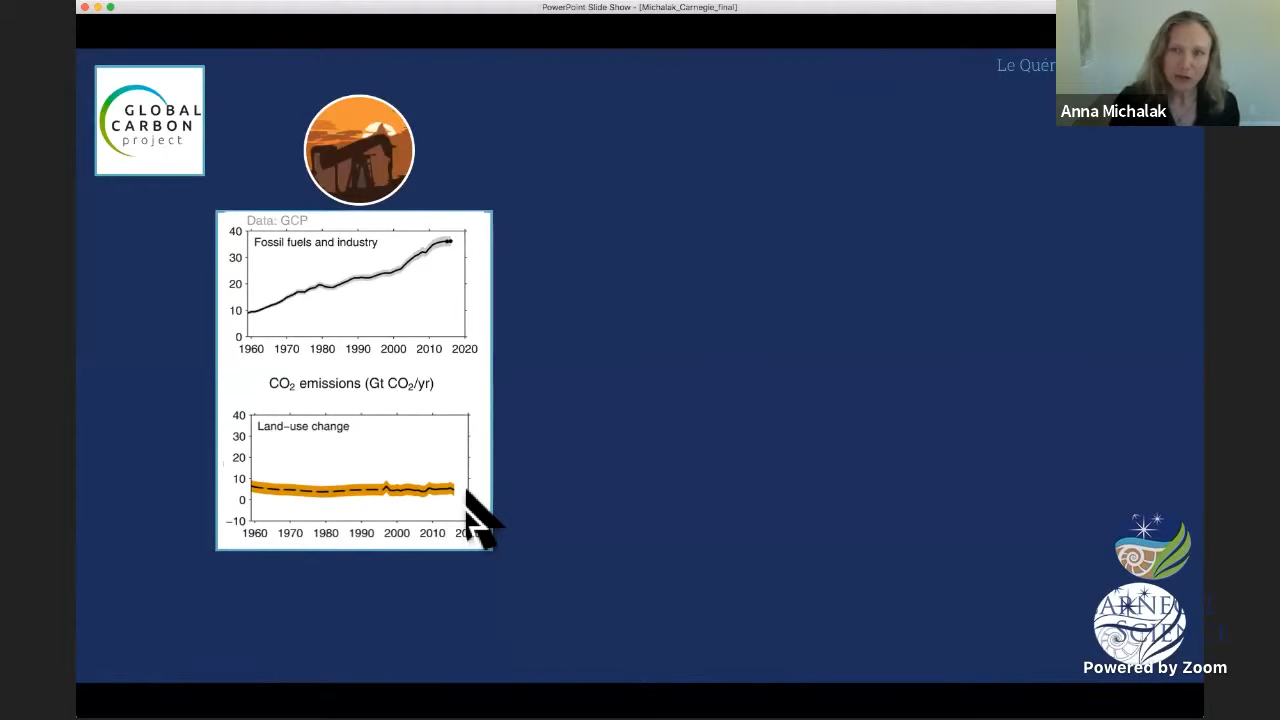 PowerPoint Slide Show - [Michalak_Carnegie_final]
Le Quér
Anna Michalak
GLOBAL
CARBON
project
Data: GCP
40
Fossil fuels and industry
30
20
10
0
1960 1970 1980 1990 2000 2010 2020
CO₂ emissions (Gt CO₂/yr)
40
Land-use change
30
20
10
0
−10
1960 1970 1980 1990 2000 2010
Powered by Zoom